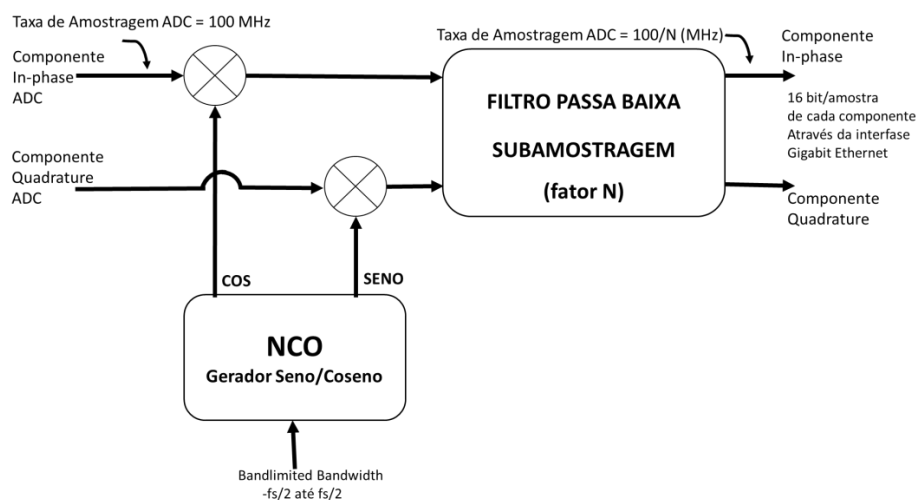 Taxa de Amostragem ADC = 100 MHz
Componente
In-phase
ADC
Taxa de Amostragem ADC = 100/N (MHz)
Componente
In-phase
FILTRO PASSA BAIXA
SUBAMOSTRAGEM
(fator N)
16 bit/amostra
de cada componente
Através da interfase
Gigabit Ethernet
Componente
Quadrature
ADC
Componente
Quadrature
COS
SENO
NCO
Gerador Seno/Coseno
Bandlimited Bandwidth
-fs/2 até fs/2